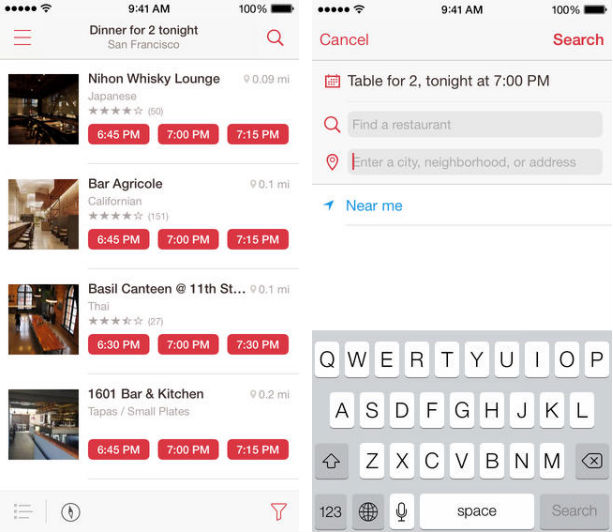 9:41 AM
100%
Dinner for 2 tonight
San Francisco
Nihon Whisky Lounge
0.09 mi
Japanese
(50)
6:45 PM 7:00 PM 7:15 PM
Bar Agricole
0.1 mi
Californian
(151)
6:45 PM 7:00 PM 7:15 PM
Basil Canteen @ 11th St...
0.1 mi
Thai
(27)
6:30 PM 7:00 PM 7:30 PM
1601 Bar & Kitchen
0.2 mi
Tapas / Small Plates
6:45 PM 7:00 PM 7:15 PM
9:41 AM
100%
Cancel
Search
Table for 2, tonight at 7:00 PM
Find a restaurant
Enter a city, neighborhood, or address
Near me
Q W E R T Y U I O P
A S D F G H J K L
Z X C V B N M
123 space Search